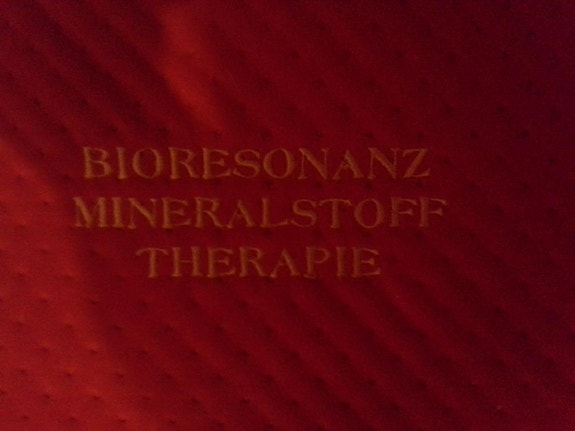 BIORESONANZ
MINERALSTOFF
THERAPIE